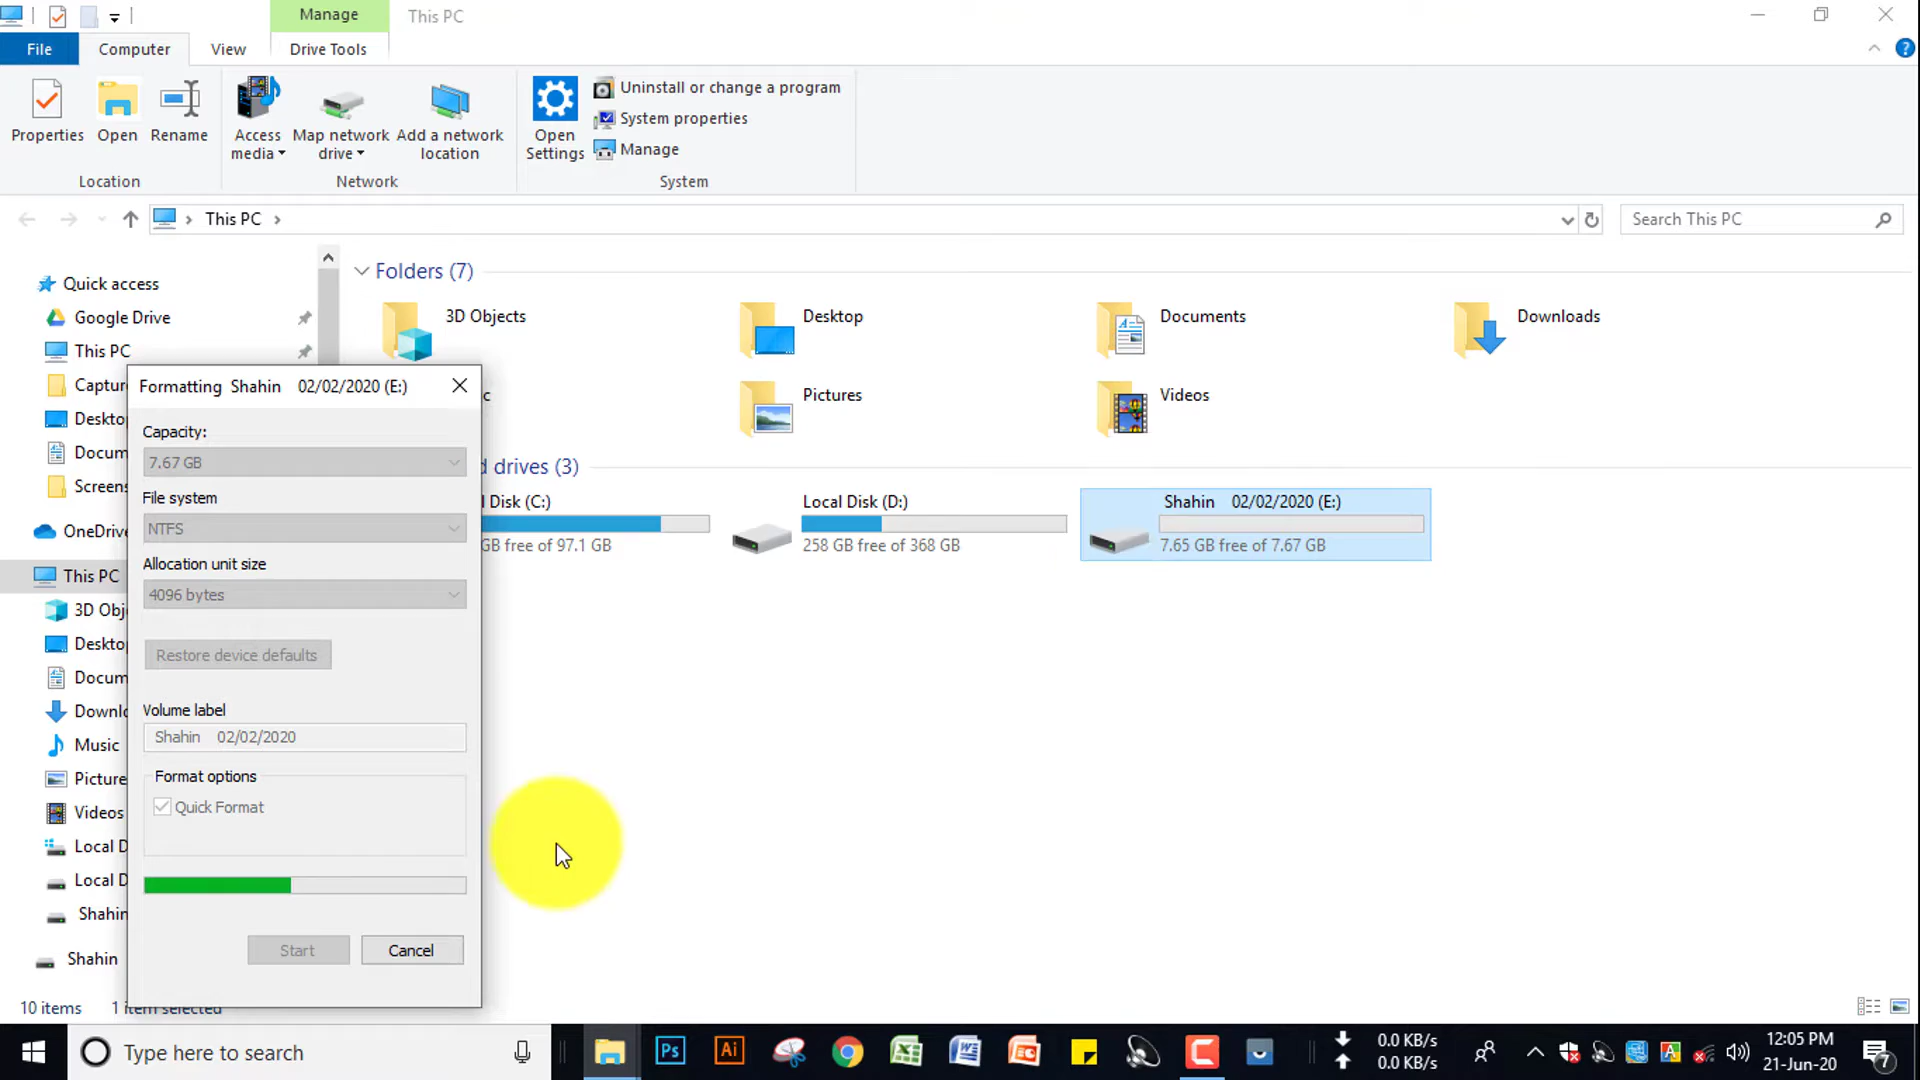 Manage
This PC
File
Computer
View
Drive Tools
Properties
Open
Rename
Access media
Map network drive
Add a network location
Open Settings
Uninstall or change a program
System properties
Manage
Location
Network
System
This PC
Search This PC
Quick access
Google Drive
This PC
Captur
Deskto
Docum
Screens
OneDriv
This PC
3D Obj
Deskto
Docum
Downlo
Music
Picture
Videos
Local D
Local D
Shahin
Shahin
Folders (7)
3D Objects
Desktop
Documents
Downloads
c
Pictures
Videos
d drives (3)
l Disk (C:)
GB free of 97.1 GB
Local Disk (D:)
258 GB free of 368 GB
Shahin 02/02/2020 (E:)
7.65 GB free of 7.67 GB
Formatting Shahin 02/02/2020 (E:)
Capacity:
7.67 GB
File system
NTFS
Allocation unit size
4096 bytes
Restore device defaults
Volume label
Shahin 02/02/2020
Format options
Quick Format
Start
Cancel
10 items
1 item selected
Type here to search
Ps
Ai
0.0 KB/s
0.0 KB/s
12:05 PM
21-Jun-20
7